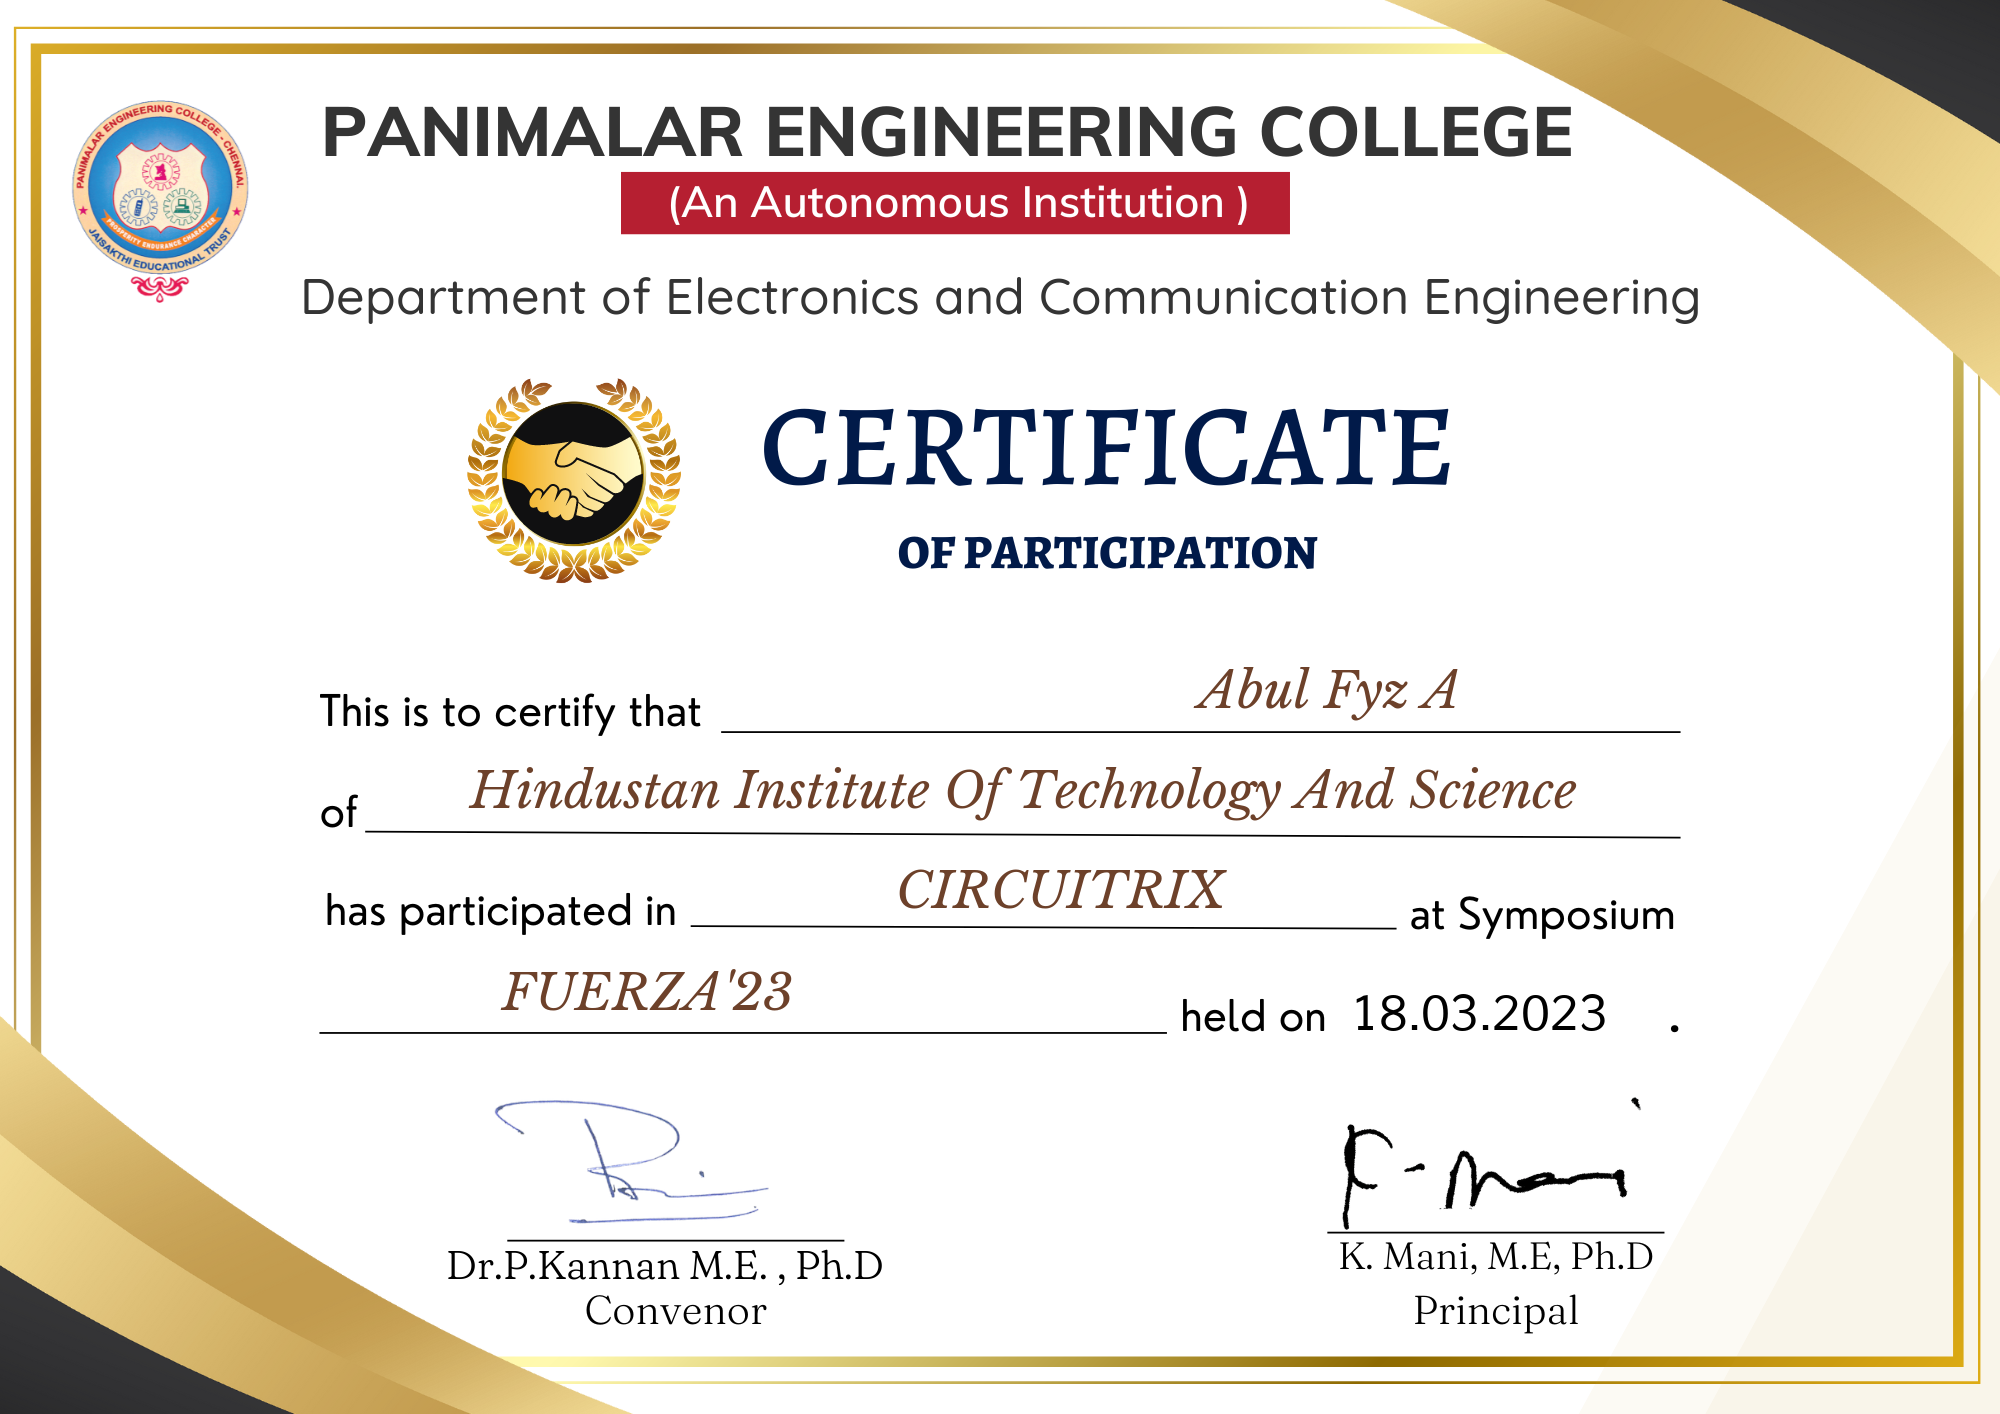 PANIMALAR ENGINEERING COLLEGE - CHENNAI.
PROSPERITY ENDURANCE CHARACTER
JAISAKTHI EDUCATIONAL TRUST
PANIMALAR ENGINEERING COLLEGE
(An Autonomous Institution )
Department of Electronics and Communication Engineering
CERTIFICATE
OF PARTICIPATION
This is to certify that Abul Fyz A
of Hindustan Institute Of Technology And Science
has participated in CIRCUITRIX at Symposium
FUERZA'23 held on 18.03.2023 .
K. Mani
Dr.P.Kannan M.E. , Ph.D
K. Mani, M.E, Ph.D
Convenor
Principal